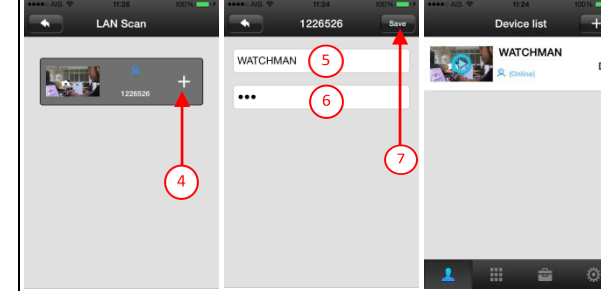 AIS 11:26 100%
LAN Scan
1226526
4
AIS 11:24 100%
1226526
Save
WATCHMAN
5
•••
6
7
AIS 11:24 100%
Device list
+
WATCHMAN
(Online)